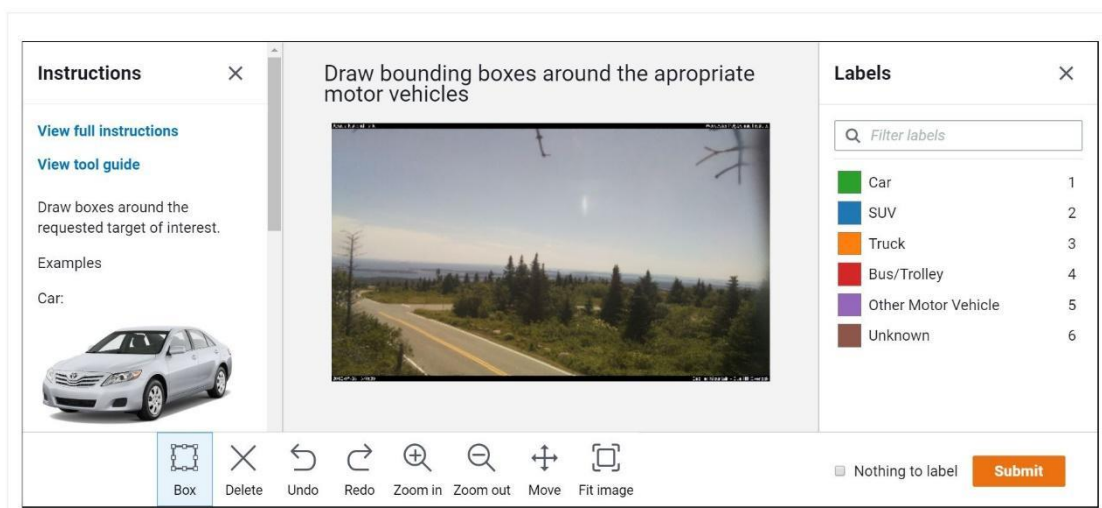 Instructions
View full instructions
View tool guide
Draw boxes around the
requested target of interest.
Examples
Car:
Draw bounding boxes around the apropriate
motor vehicles
Labels
Filter labels
Car 1
SUV 2
Truck 3
Bus/Trolley 4
Other Motor Vehicle 5
Unknown 6
Box
Delete
Undo
Redo
Zoom in
Zoom out
Move
Fit image
Nothing to label
Submit